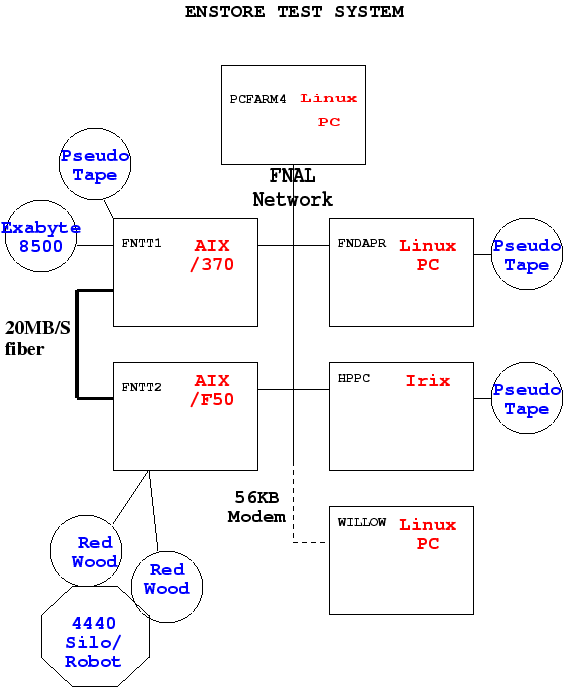 ENSTORE TEST SYSTEM
PCFARM4 Linux
PC
Pseudo
Tape
FNAL
Network
Exabyte
8500
FNTT1 AIX
/370
FNDAPR Linux
PC
Pseudo
Tape
20MB/S
fiber
FNTT2 AIX
/F50
HPPC Irix
Pseudo
Tape
56KB
Modem
WILLOW Linux
PC
Red
Wood
Red
Wood
4440
Silo/
Robot